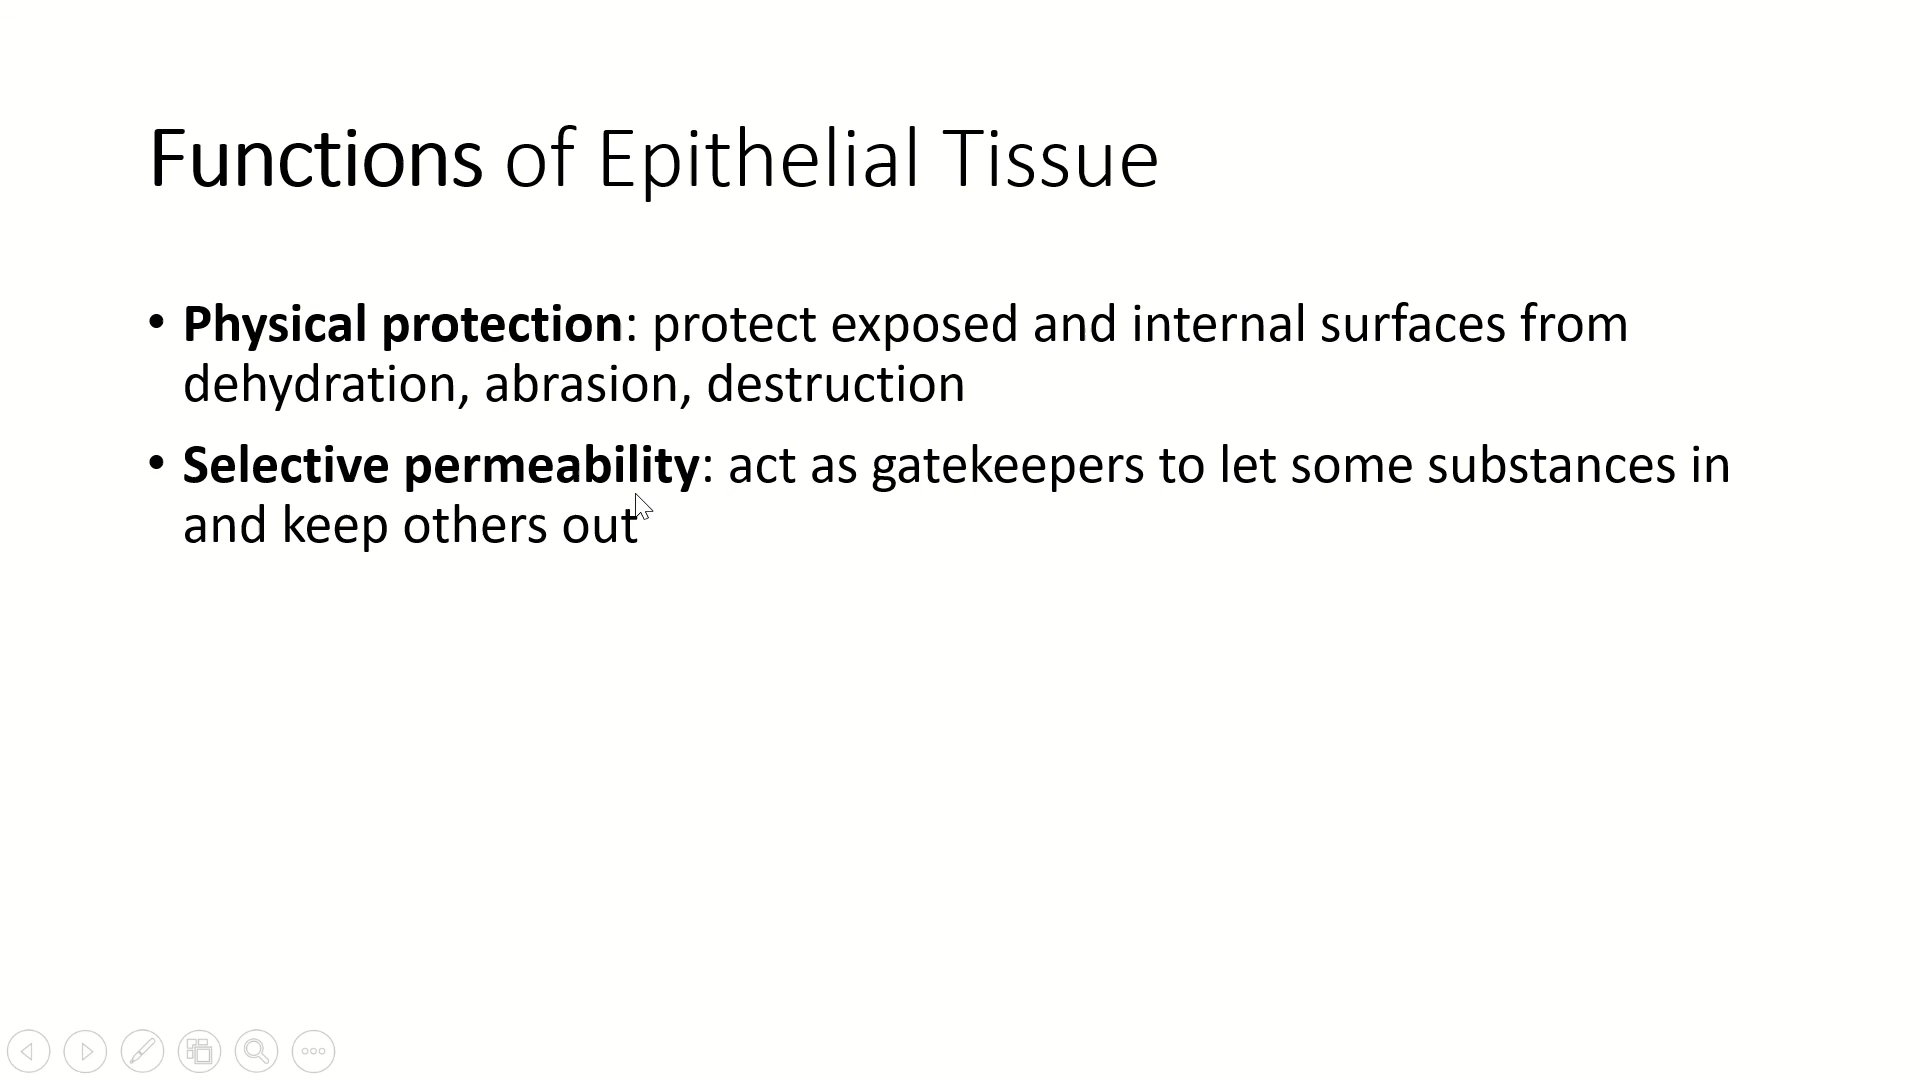 Functions of Epithelial Tissue
• Physical protection: protect exposed and internal surfaces from
dehydration, abrasion, destruction
• Selective permeability: act as gatekeepers to let some substances in
and keep others out